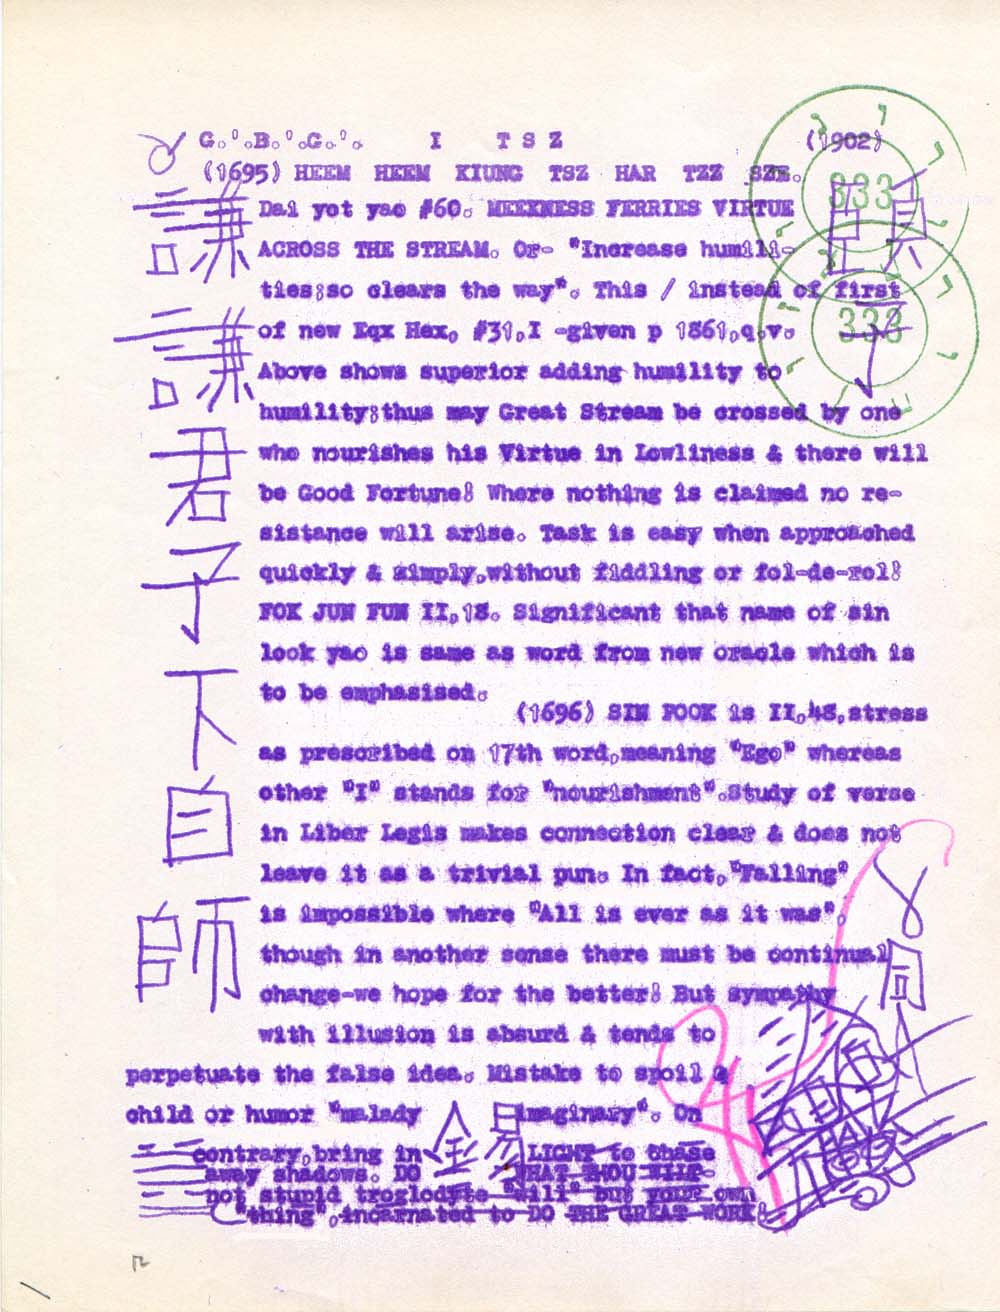 G.'.B.'.G.'. I T S Z (1902)
(1695) HEEM HEEM KIUNG TSZ HAR TZZ SZE.
Dai yot yao #60. MEEKNESS FERRIES VIRTUE
ACROSS THE STREAM. Or- "Increase humili-
ties;so clears the way". This / instead of first
of new Eqx Hex, #31,I -given p 1861,q.v.
Above shows superior adding humility to
humility;thus may Great Stream be crossed by one
who nourishes his Virtue in Lowliness & there will
be Good Fortune! Where nothing is claimed no re-
sistance will arise. Task is easy when approached
quickly & simply,without fiddling or fol-de-rol!
FOK JUN FUN II,18. Significant that name of sin
look yao is same as word from new oracle which is
to be emphasised.
(1696) SIN FOOK is II,48,stress
as prescribed on 17th word,meaning "Ego" whereas
other "I" stands for "nourishment".Study of verse
in Liber Legis makes connection clear & does not
leave it as a trivial pun. In fact,"Falling"
is impossible where "All is ever as it was",
though in another sense there must be continual
change-we hope for the better! But sympathy
with illusion is absurd & tends to
perpetuate the false idea. Mistake to spoil a
child or humor "malady imaginary". On
contrary,bring in LIGHT to chase
away shadows. DO WHAT THOU WILT-
not stupid troglodyte "will" but your own
"thing",incarnated to DO THE GREAT WORK!
謙
謙
君
子
下
自
師
333
333